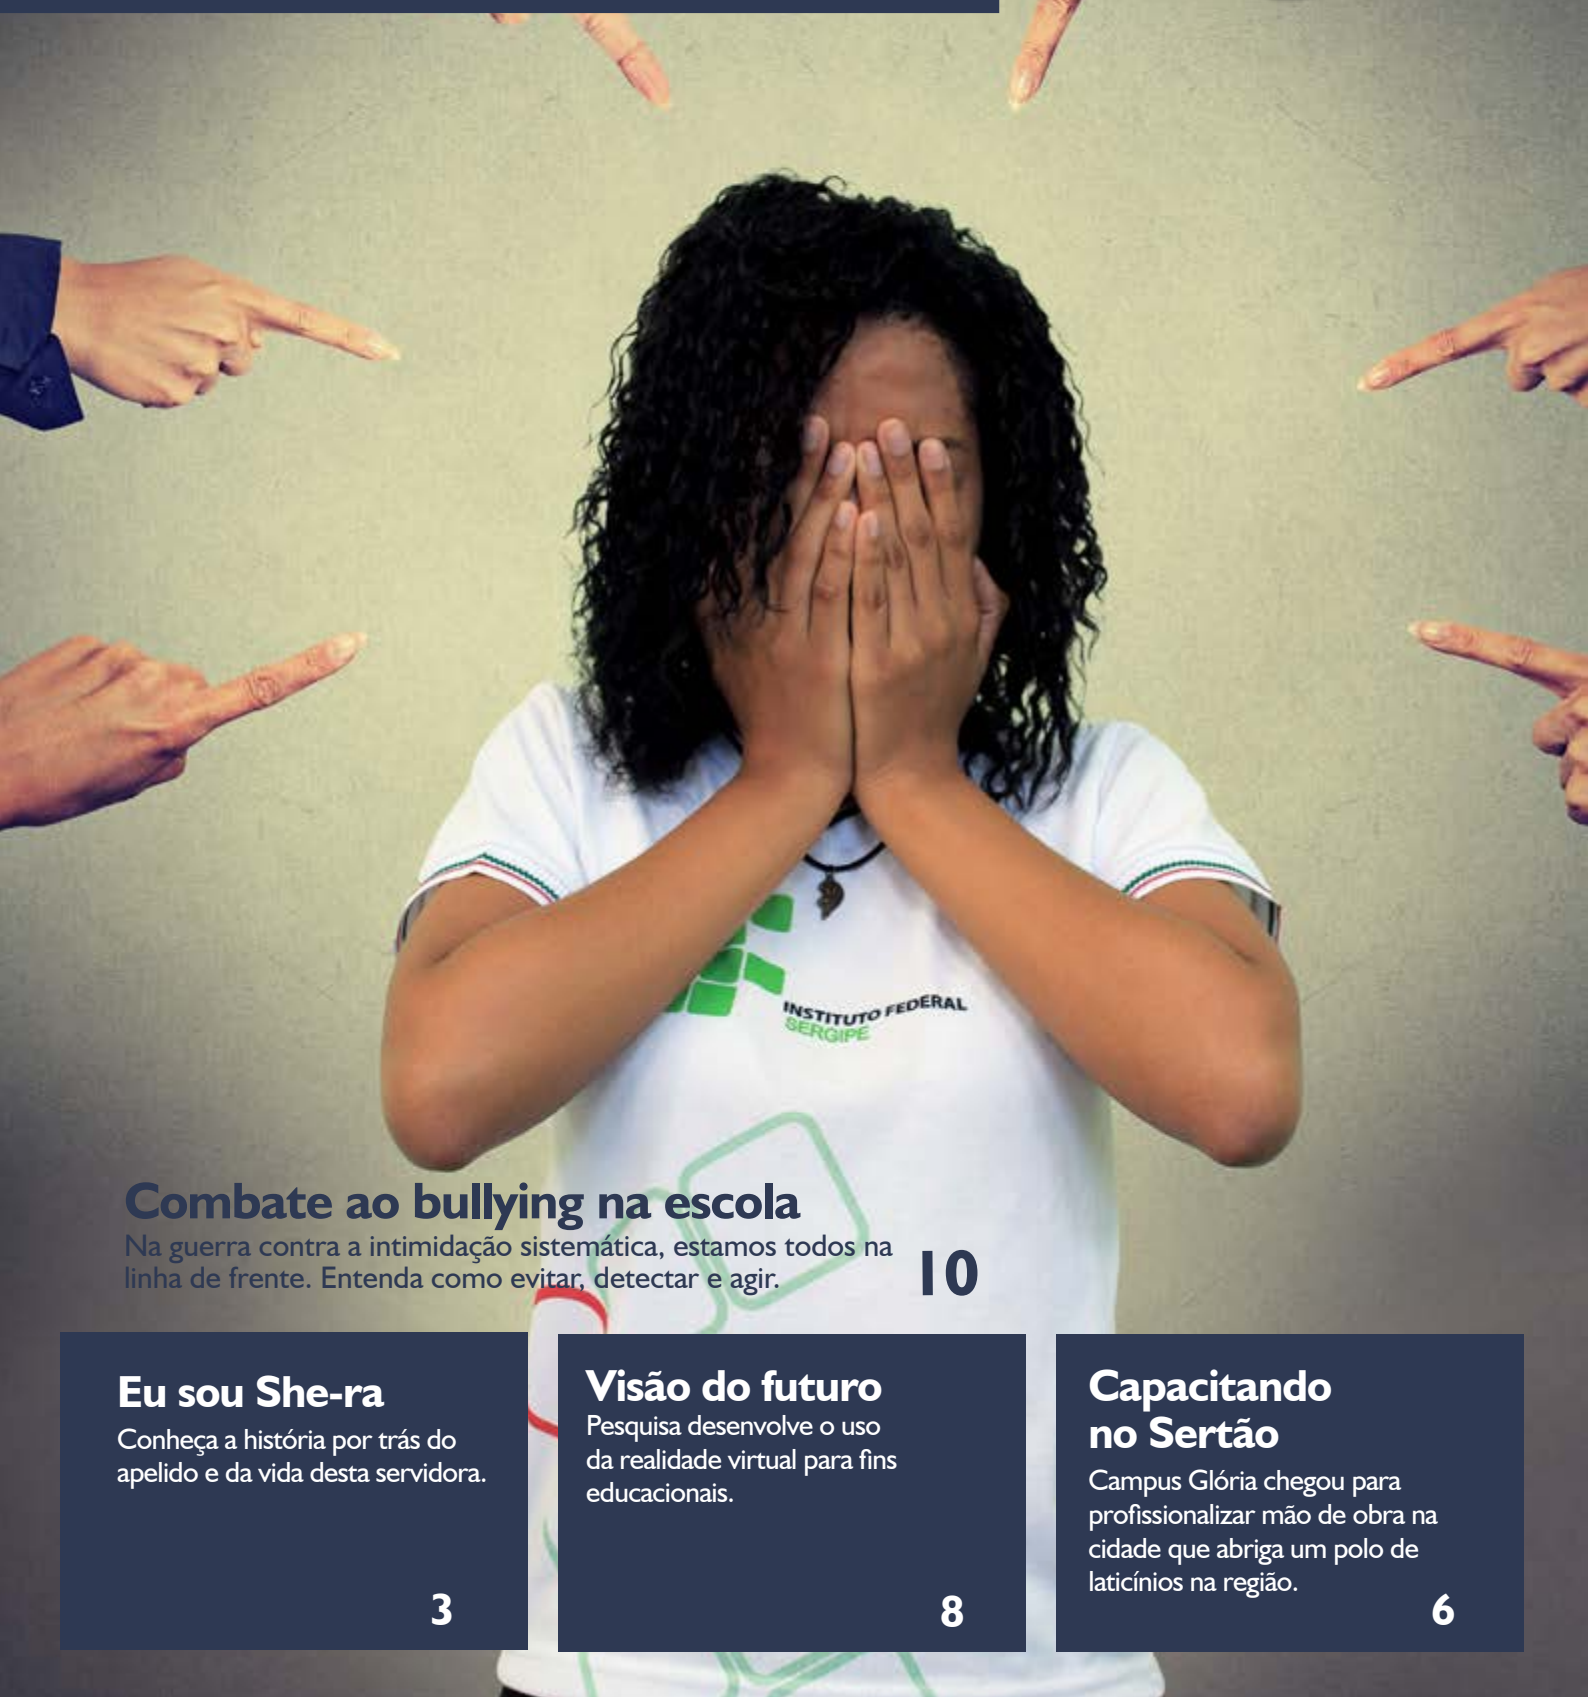 INSTITUTO FEDERAL
SERGIPE
Combate ao bullying na escola
Na guerra contra a intimidação sistemática, estamos todos na
linha de frente. Entenda como evitar, detectar e agir.
10
Eu sou She-ra
Conheça a história por trás do
apelido e da vida desta servidora.
3
Visão do futuro
Pesquisa desenvolve o uso
da realidade virtual para fins
educacionais.
8
Capacitando
no Sertão
Campus Glória chegou para
profissionalizar mão de obra na
cidade que abriga um polo de
laticínios na região.
6